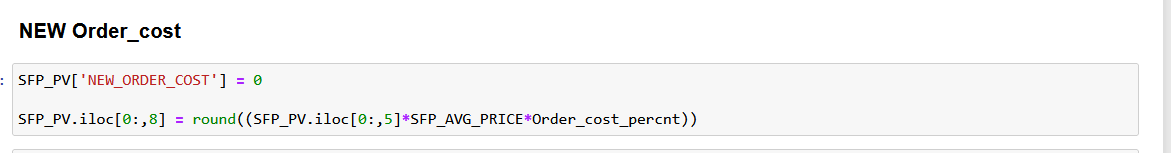 NEW Order_cost
: SFP_PV['NEW_ORDER_COST'] = 0
SFP_PV.iloc[0:,8] = round((SFP_PV.iloc[0:,5]*SFP_AVG_PRICE*Order_cost_percnt))